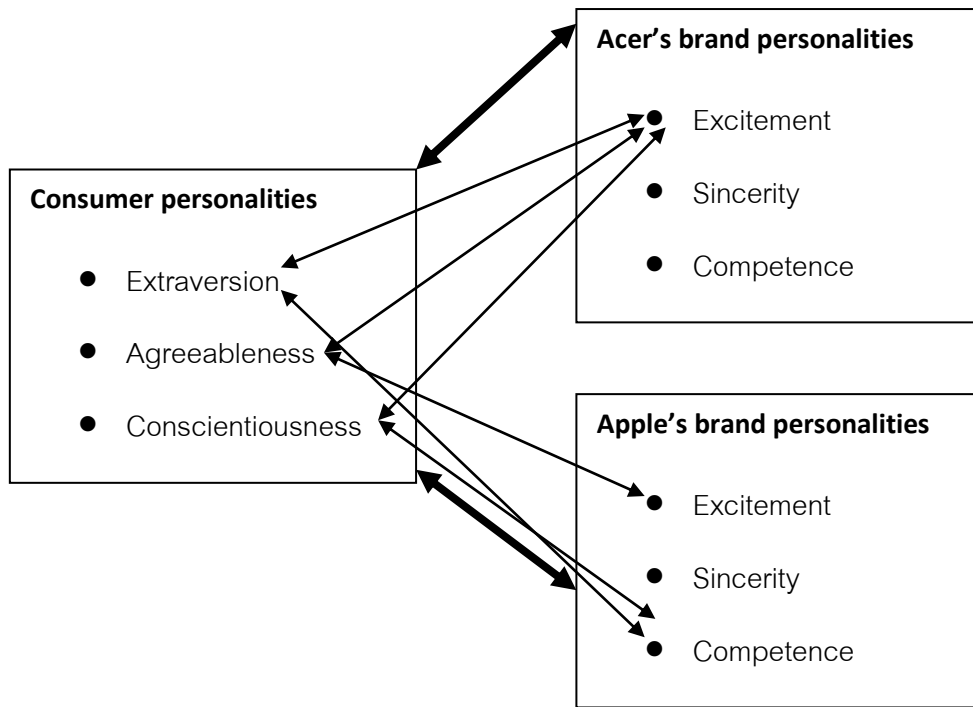 Acer’s brand personalities
● Excitement
● Sincerity
● Competence
Consumer personalities
● Extraversion
● Agreeableness
● Conscientiousness
Apple’s brand personalities
● Excitement
● Sincerity
● Competence